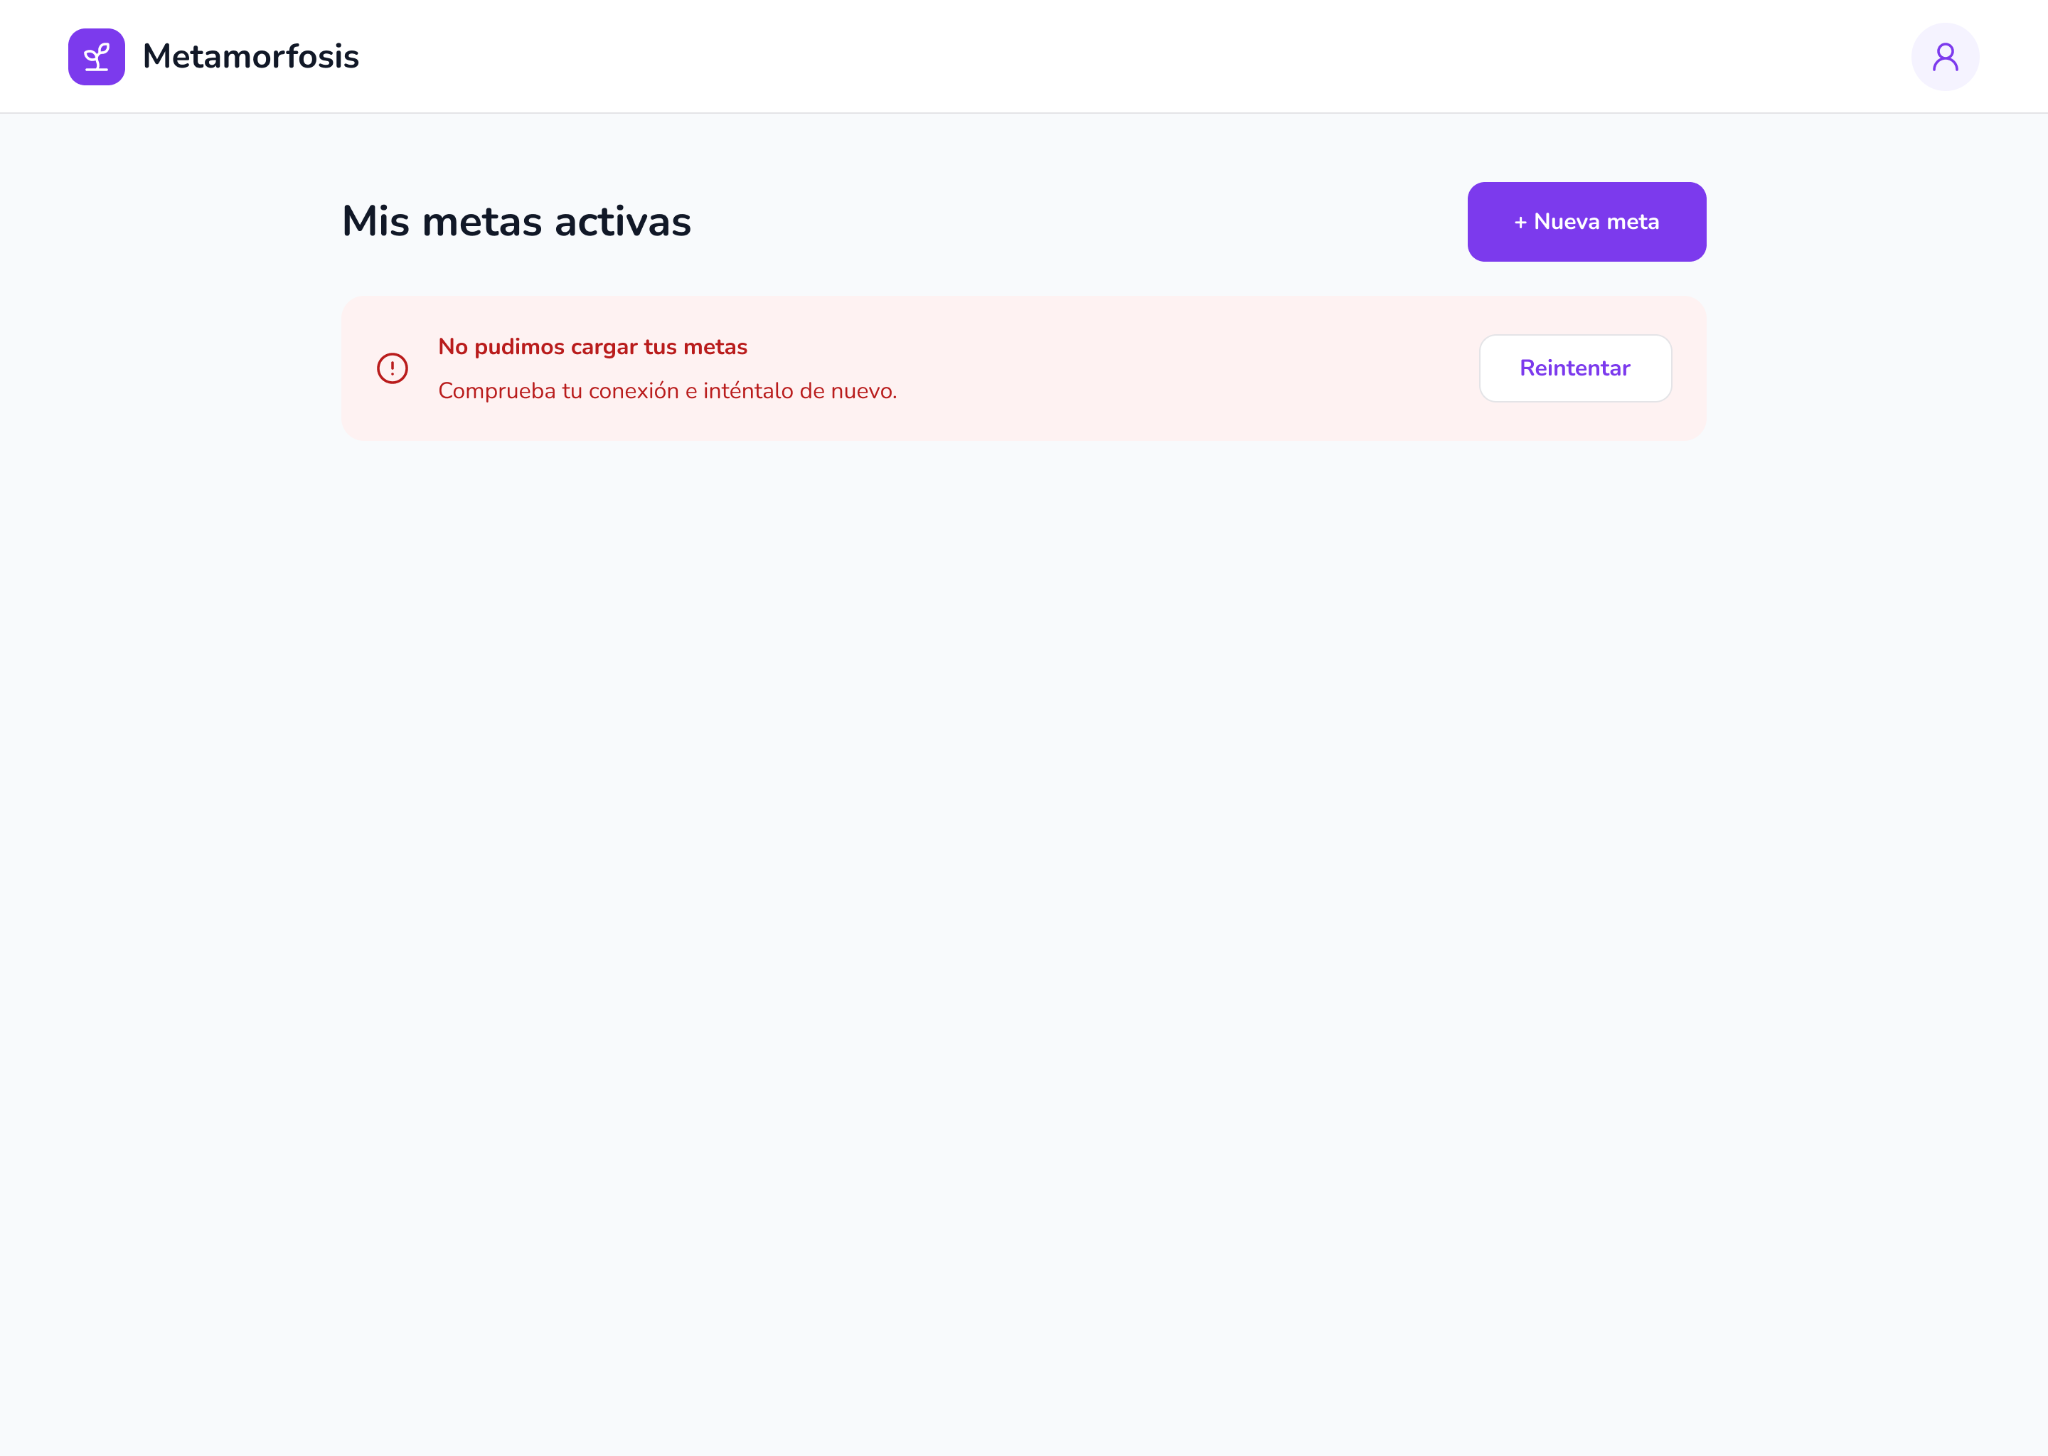 Metamorfosis
Mis metas activas
+ Nueva meta
No pudimos cargar tus metas
Comprueba tu conexión e inténtalo de nuevo.
Reintentar